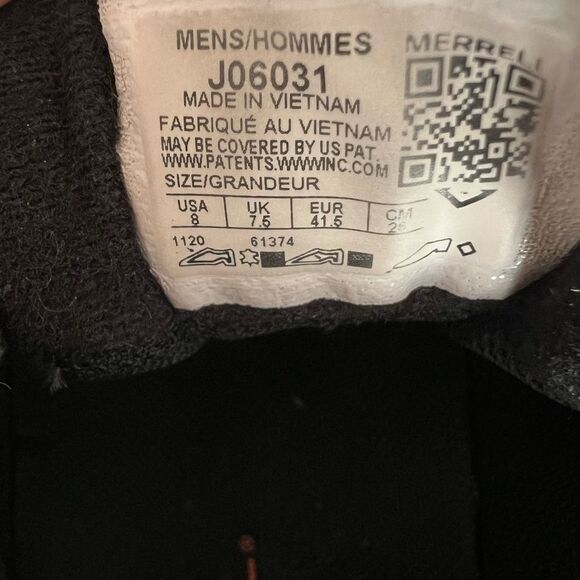 MENS/HOMMES
MERRELL
J06031
MADE IN VIETNAM
FABRIQUÉ AU VIETNAM
MAY BE COVERED BY US PAT.
WWW.PATENTS.WWWINC.COM
SIZE/GRANDEUR
USA UK EUR CM
8 7.5 41.5 26
1120 61374